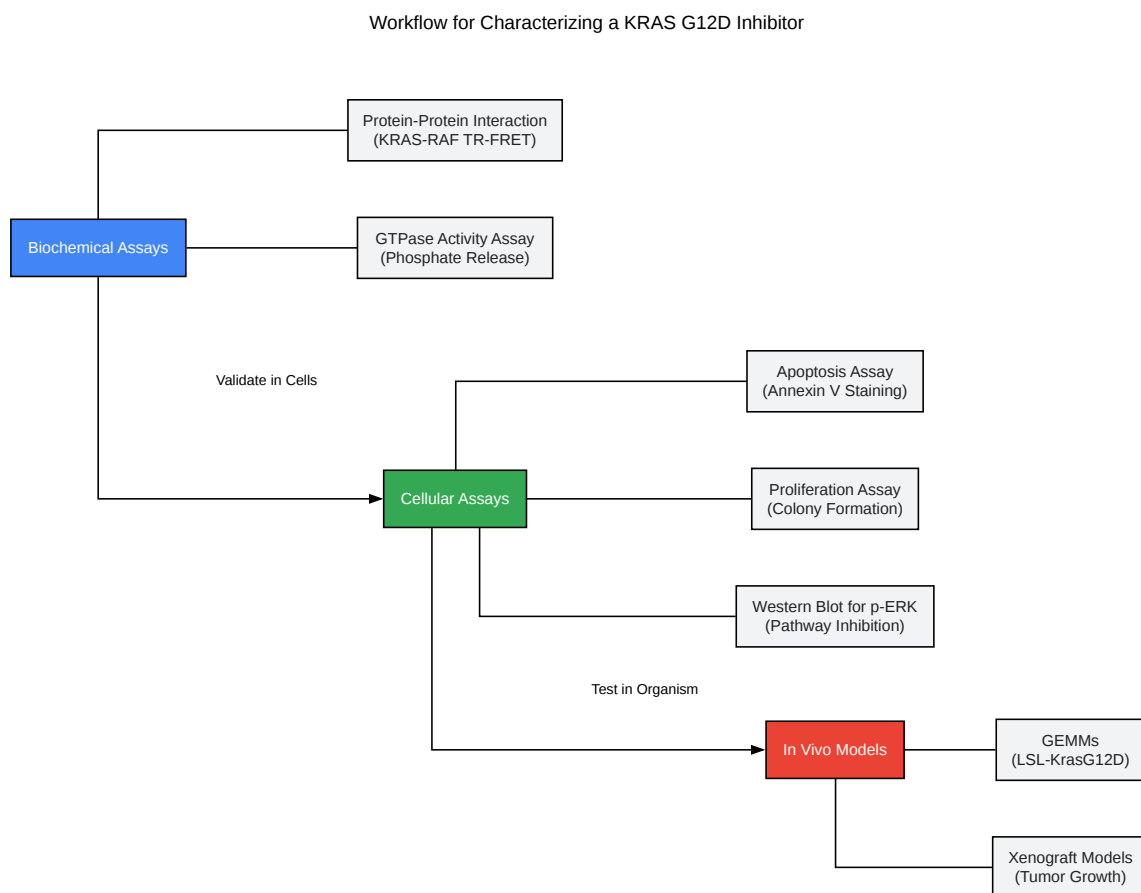 Workflow for Characterizing a KRAS G12D Inhibitor
Protein-Protein Interaction
(KRAS-RAF TR-FRET)
Biochemical Assays
GTPase Activity Assay
(Phosphate Release)
Validate in Cells
Apoptosis Assay
(Annexin V Staining)
Cellular Assays
Proliferation Assay
(Colony Formation)
Western Blot for p-ERK
(Pathway Inhibition)
Test in Organism
In Vivo Models
GEMMs
(LSL-KrasG12D)
Xenograft Models
(Tumor Growth)